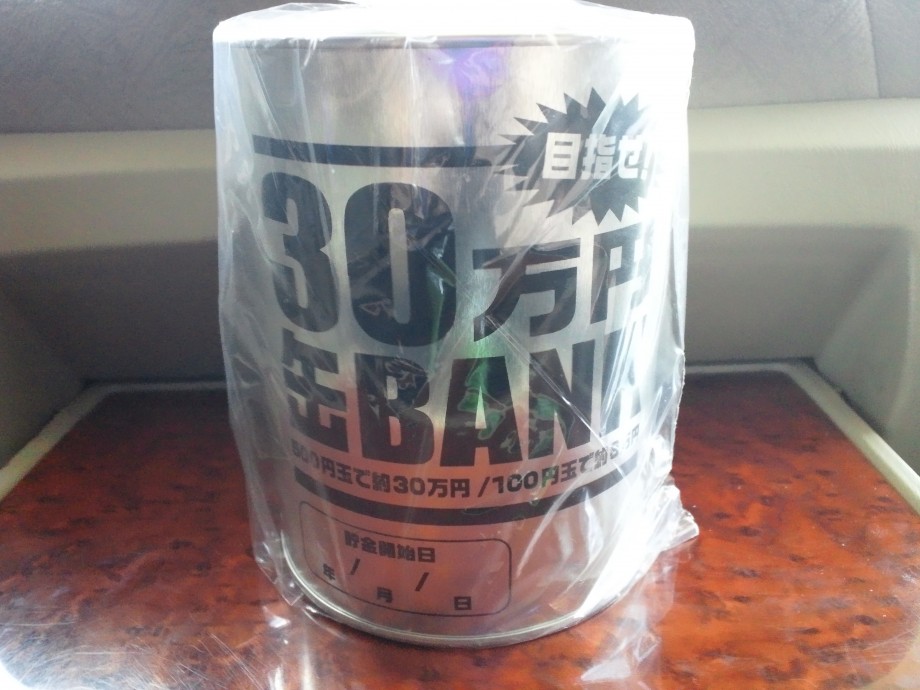 目指せ!
30万円
缶BANK
500円玉で約30万円/100円玉で約6万円
貯金開始日
年 / 月 / 日